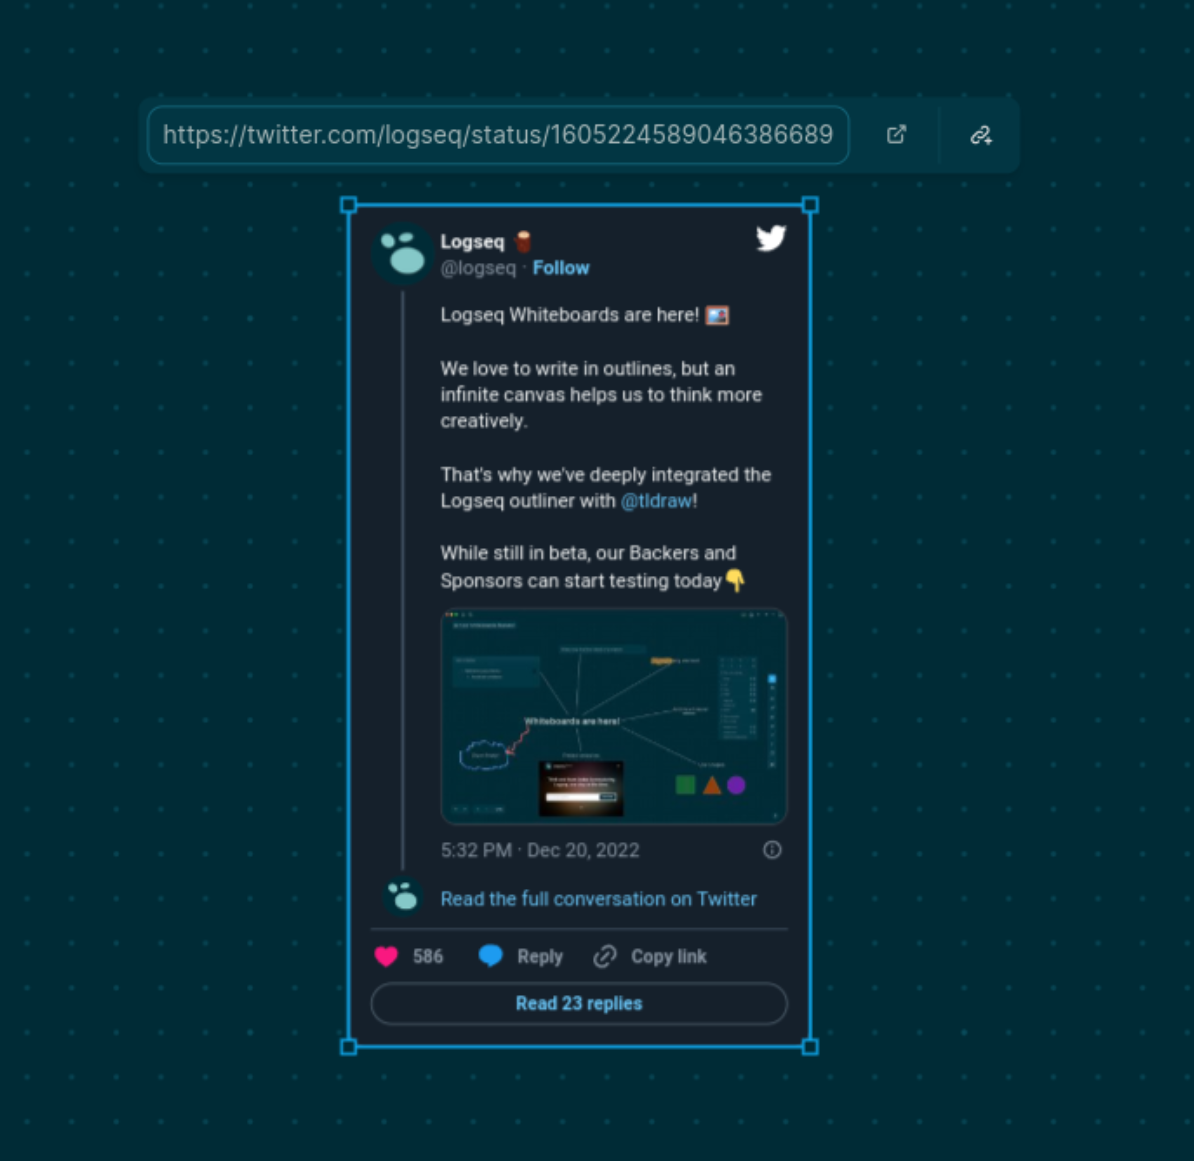 https://twitter.com/logseq/status/1605224589046386689
Logseq 🪵
@logseq · Follow
Logseq Whiteboards are here! 🖼️
We love to write in outlines, but an
infinite canvas helps us to think more
creatively.
That's why we've deeply integrated the
Logseq outliner with @tldraw!
While still in beta, our Backers and
Sponsors can start testing today👇
Whiteboards are here!
5:32 PM · Dec 20, 2022
Read the full conversation on Twitter
586 Reply Copy link
Read 23 replies